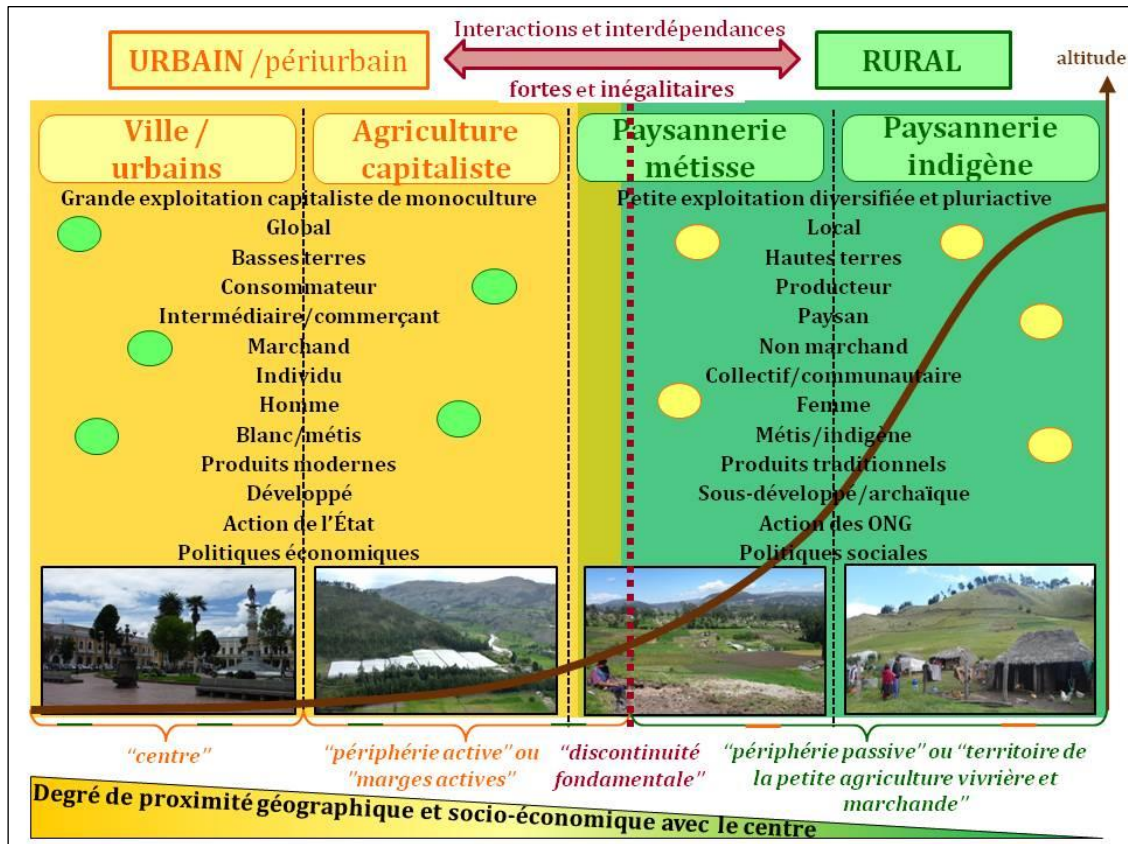 Interactions et interdépendances
URBAIN /périurbain
RURAL
altitude
fortes et inégalitaires
Ville /
urbains
Agriculture
capitaliste
Paysannerie
métisse
Paysannerie
indigène
Grande exploitation capitaliste de monoculture
Petite exploitation diversifiée et pluriactive
Global
Local
Basses terres
Hautes terres
Consommateur
Producteur
Intermédiaire/commerçant
Paysan
Marchand
Non marchand
Individu
Collectif/communautaire
Homme
Femme
Blanc/métis
Métis/indigène
Produits modernes
Produits traditionnels
Développé
Sous-développé/archaïque
Action de l'État
Action des ONG
Politiques économiques
Politiques sociales
"centre"
"périphérie active" ou
"marges actives"
"discontinuité
fondamentale"
"périphérie passive" ou "territoire de
la petite agriculture vivrière et
marchande"
Degré de proximité géographique et socio-économique avec le centre